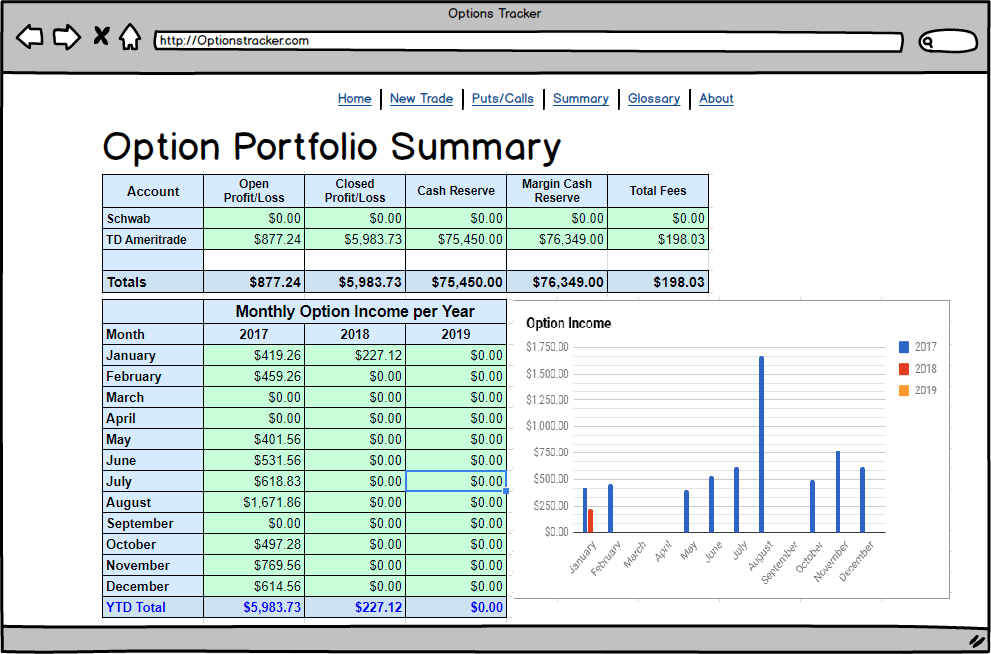 Options Tracker
http://Optionstracker.com
Home New Trade Puts/Calls Summary Glossary About
Option Portfolio Summary
Account Open Profit/Loss Closed Profit/Loss Cash Reserve Margin Cash Reserve Total Fees
Schwab $0.00 $0.00 $0.00 $0.00 $0.00
TD Ameritrade $877.24 $5,983.73 $75,450.00 $76,349.00 $198.03
Totals $877.24 $5,983.73 $75,450.00 $76,349.00 $198.03
Monthly Option Income per Year
Month 2017 2018 2019
January $419.26 $227.12 $0.00
February $459.26 $0.00 $0.00
March $0.00 $0.00 $0.00
April $0.00 $0.00 $0.00
May $401.56 $0.00 $0.00
June $531.56 $0.00 $0.00
July $618.83 $0.00 $0.00
August $1,671.86 $0.00 $0.00
September $0.00 $0.00 $0.00
October $497.28 $0.00 $0.00
November $769.56 $0.00 $0.00
December $614.56 $0.00 $0.00
YTD Total $5,983.73 $227.12 $0.00
Option Income
$1,750.00
$1,500.00
$1,250.00
$1,000.00
$750.00
$500.00
$250.00
$0.00
January February March April May June July August September October November December
2017
2018
2019